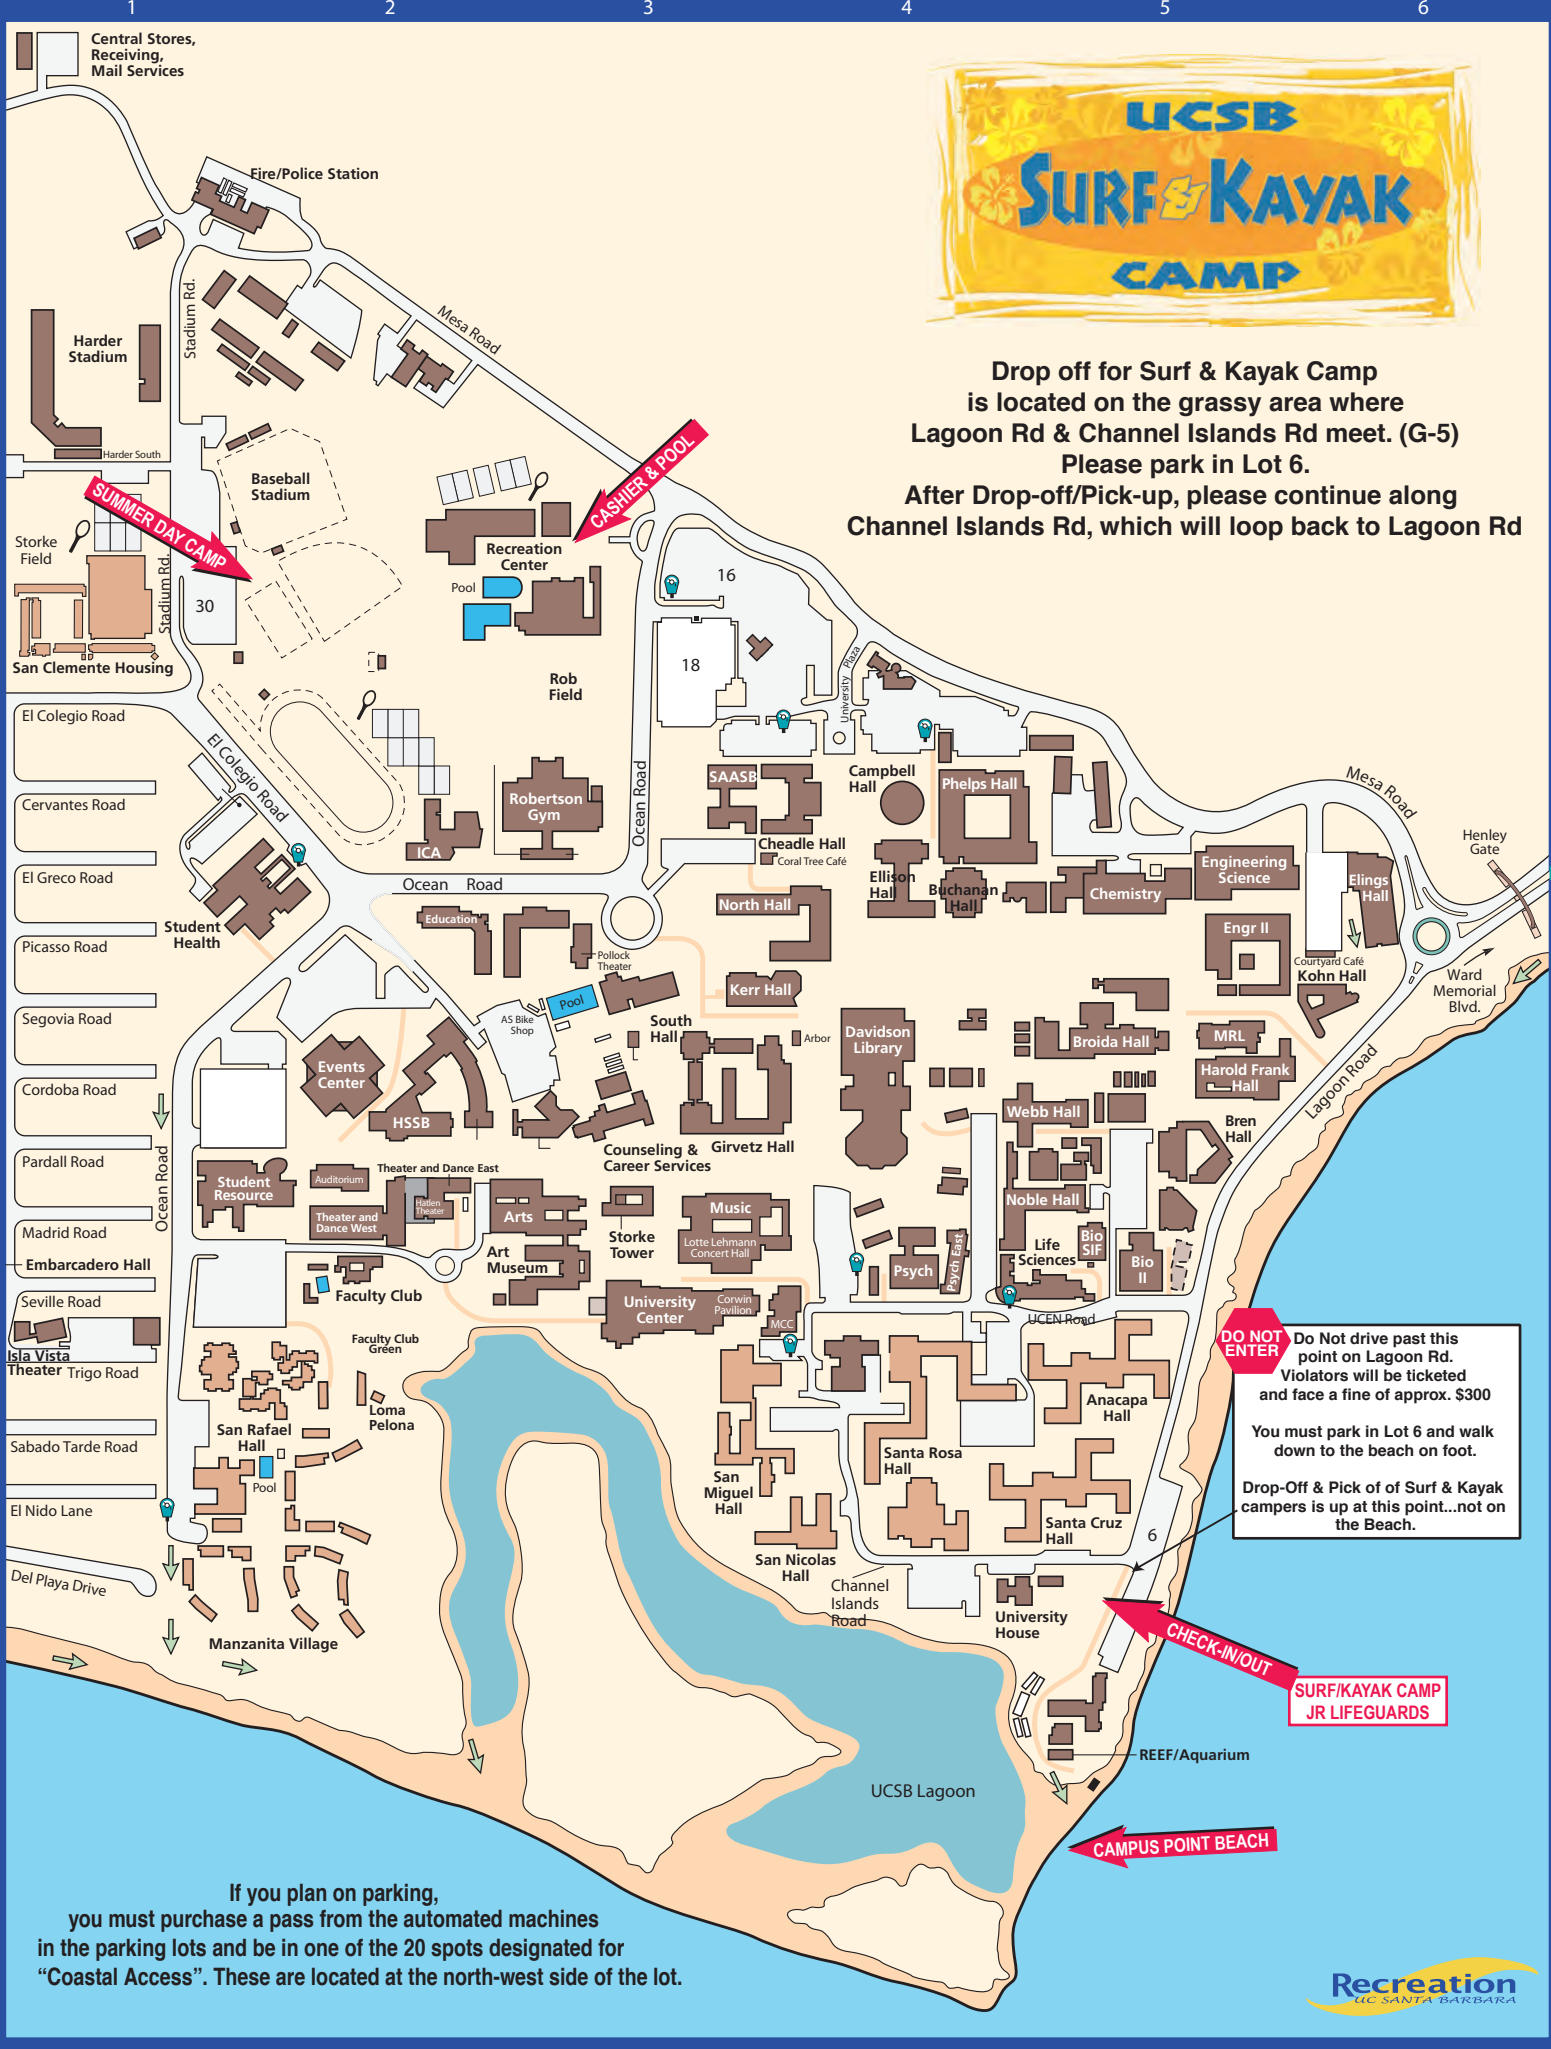 1 2 3 4 5 6
Central Stores,
Receiving,
Mail Services
Fire/Police Station
UCSB
SURF & KAYAK
CAMP
Drop off for Surf & Kayak Camp
is located on the grassy area where
Lagoon Rd & Channel Islands Rd meet. (G-5)
Please park in Lot 6.
After Drop-off/Pick-up, please continue along
Channel Islands Rd, which will loop back to Lagoon Rd
Stadium Rd.
Mesa Road
Harder
Stadium
Harder South
Baseball
Stadium
SUMMER DAY CAMP
CASHIER & POOL
Storke
Field
Stadium Rd.
30
Recreation
Center
Pool
16
18
San Clemente Housing
Rob
Field
University Plaza
El Colegio Road
El Colegio Road
Cervantes Road
El Greco Road
Picasso Road
Segovia Road
Cordoba Road
Pardall Road
Madrid Road
Embarcadero Hall
Seville Road
Isla Vista
Theater
Trigo Road
Sabado Tarde Road
El Nido Lane
Del Playa Drive
Robertson
Gym
ICA
Ocean Road
Ocean Road
SAASB
Cheadle Hall
Coral Tree Café
Campbell
Hall
Phelps Hall
Ellison
Hall
Buchanan
Hall
Chemistry
Engineering
Science
Elings
Hall
Mesa Road
Henley
Gate
Student
Health
Education
Pollock
Theater
North Hall
Engr II
Courtyard Café
Kohn Hall
Ward
Memorial
Blvd.
Kerr Hall
AS Bike
Shop
Pool
South
Hall
Arbor
Davidson
Library
Broida Hall
MRL
Harold Frank
Hall
Lagoon Road
Events
Center
HSSB
Webb Hall
Bren
Hall
Counseling &
Career Services
Girvetz Hall
Ocean Road
Student
Resource
Auditorium
Theater and Dance East
Hatlen
Theater
Theater and
Dance West
Arts
Storke
Tower
Music
Lotte Lehmann
Concert Hall
Noble Hall
Psych
Psych East
Life
Sciences
Bio
SIF
Bio
II
Art
Museum
Faculty Club
University
Center
Corwin
Pavilion
MCC
UCEN Road
Faculty Club
Green
DO NOT
ENTER
Do Not drive past this
point on Lagoon Rd.
Violators will be ticketed
and face a fine of approx. $300
You must park in Lot 6 and walk
down to the beach on foot.
Drop-Off & Pick of of Surf & Kayak
campers is up at this point...not on
the Beach.
Loma
Pelona
San Rafael
Hall
Pool
Anacapa
Hall
Santa Rosa
Hall
San
Miguel
Hall
Santa Cruz
Hall
6
San Nicolas
Hall
Channel
Islands
Road
University
House
Manzanita Village
CHECK-IN/OUT
SURF/KAYAK CAMP
JR LIFEGUARDS
REEF/Aquarium
UCSB Lagoon
CAMPUS POINT BEACH
If you plan on parking,
you must purchase a pass from the automated machines
in the parking lots and be in one of the 20 spots designated for
“Coastal Access”. These are located at the north-west side of the lot.
Recreation
UC SANTA BARBARA